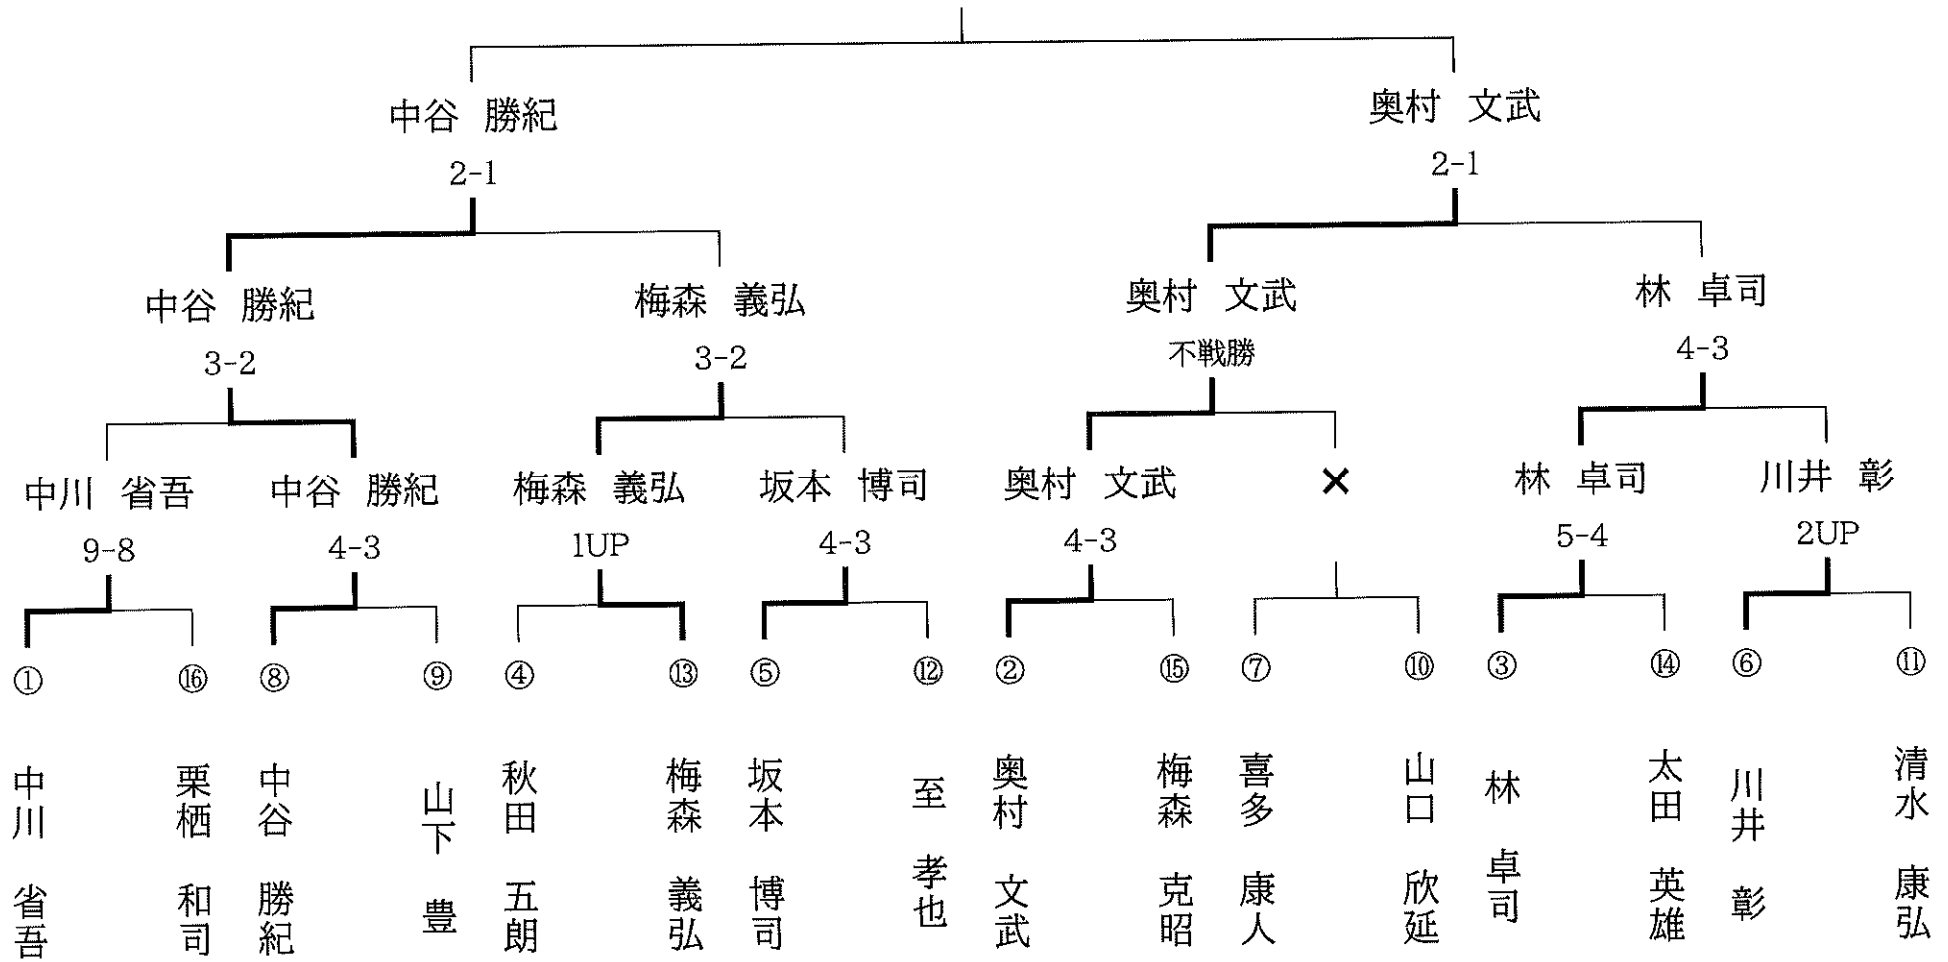 中谷 勝紀 奥村 文武
2-1 2-1
中谷 勝紀 梅森 義弘 奥村 文武 林 卓司
3-2 3-2 不戦勝 4-3
中川 省吾 中谷 勝紀 梅森 義弘 坂本 博司 奥村 文武 × 林 卓司 川井 彰
9-8 4-3 1UP 4-3 4-3 5-4 2UP
① ⑯ ⑧ ⑨ ④ ⑬ ⑤ ⑫ ② ⑮ ⑦ ⑩ ③ ⑭ ⑥ ⑪
中川 省吾
栗栖 和司
中谷 勝紀
山下 豊
秋田 五朗
梅森 義弘
坂本 博司
至 孝也
奥村 文武
梅森 克昭
喜多 康人
山口 欣延
林 卓司
太田 英雄
川井 彰
清水 康弘